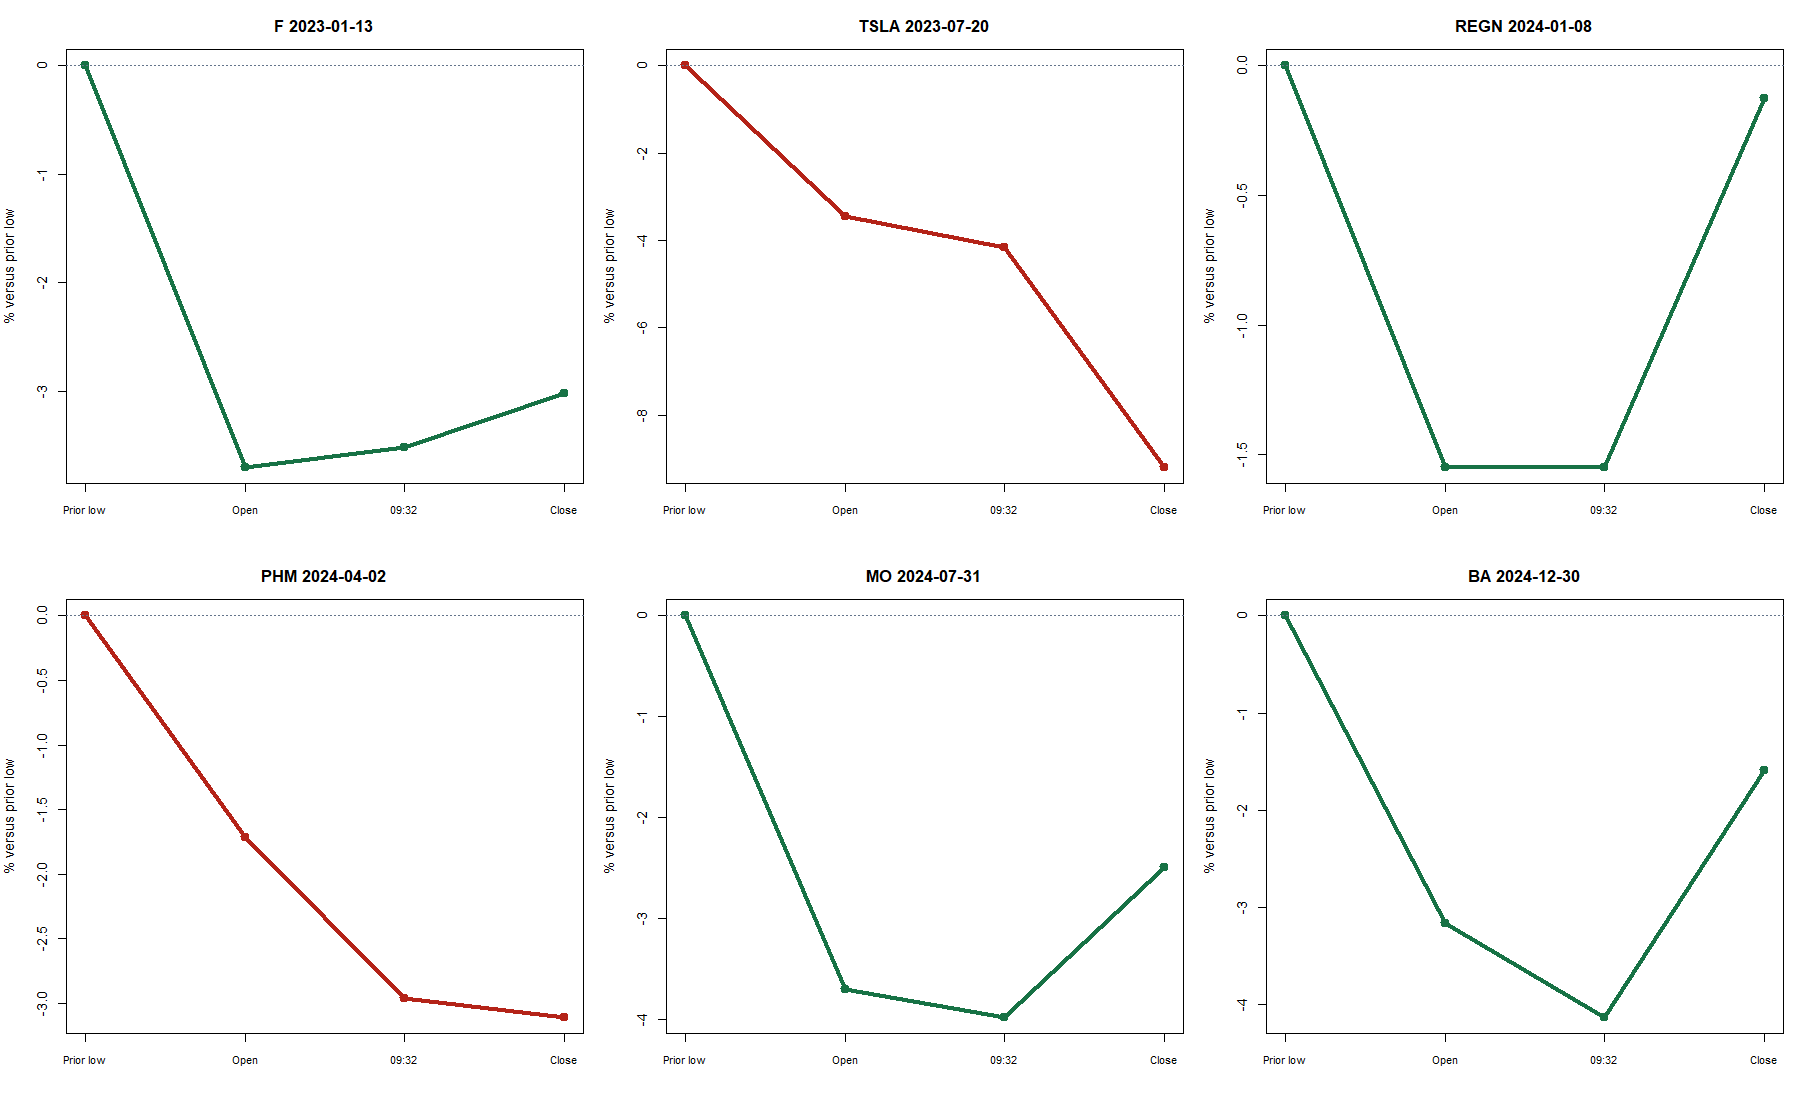 F 2023-01-13
% versus prior low
0
-1
-2
-3
Prior low Open 09:32 Close
TSLA 2023-07-20
% versus prior low
0
-2
-4
-6
-8
Prior low Open 09:32 Close
REGN 2024-01-08
% versus prior low
0.0
-0.5
-1.0
-1.5
Prior low Open 09:32 Close
PHM 2024-04-02
% versus prior low
0.0
-0.5
-1.0
-1.5
-2.0
-2.5
-3.0
Prior low Open 09:32 Close
MO 2024-07-31
% versus prior low
0
-1
-2
-3
-4
Prior low Open 09:32 Close
BA 2024-12-30
% versus prior low
0
-1
-2
-3
-4
Prior low Open 09:32 Close